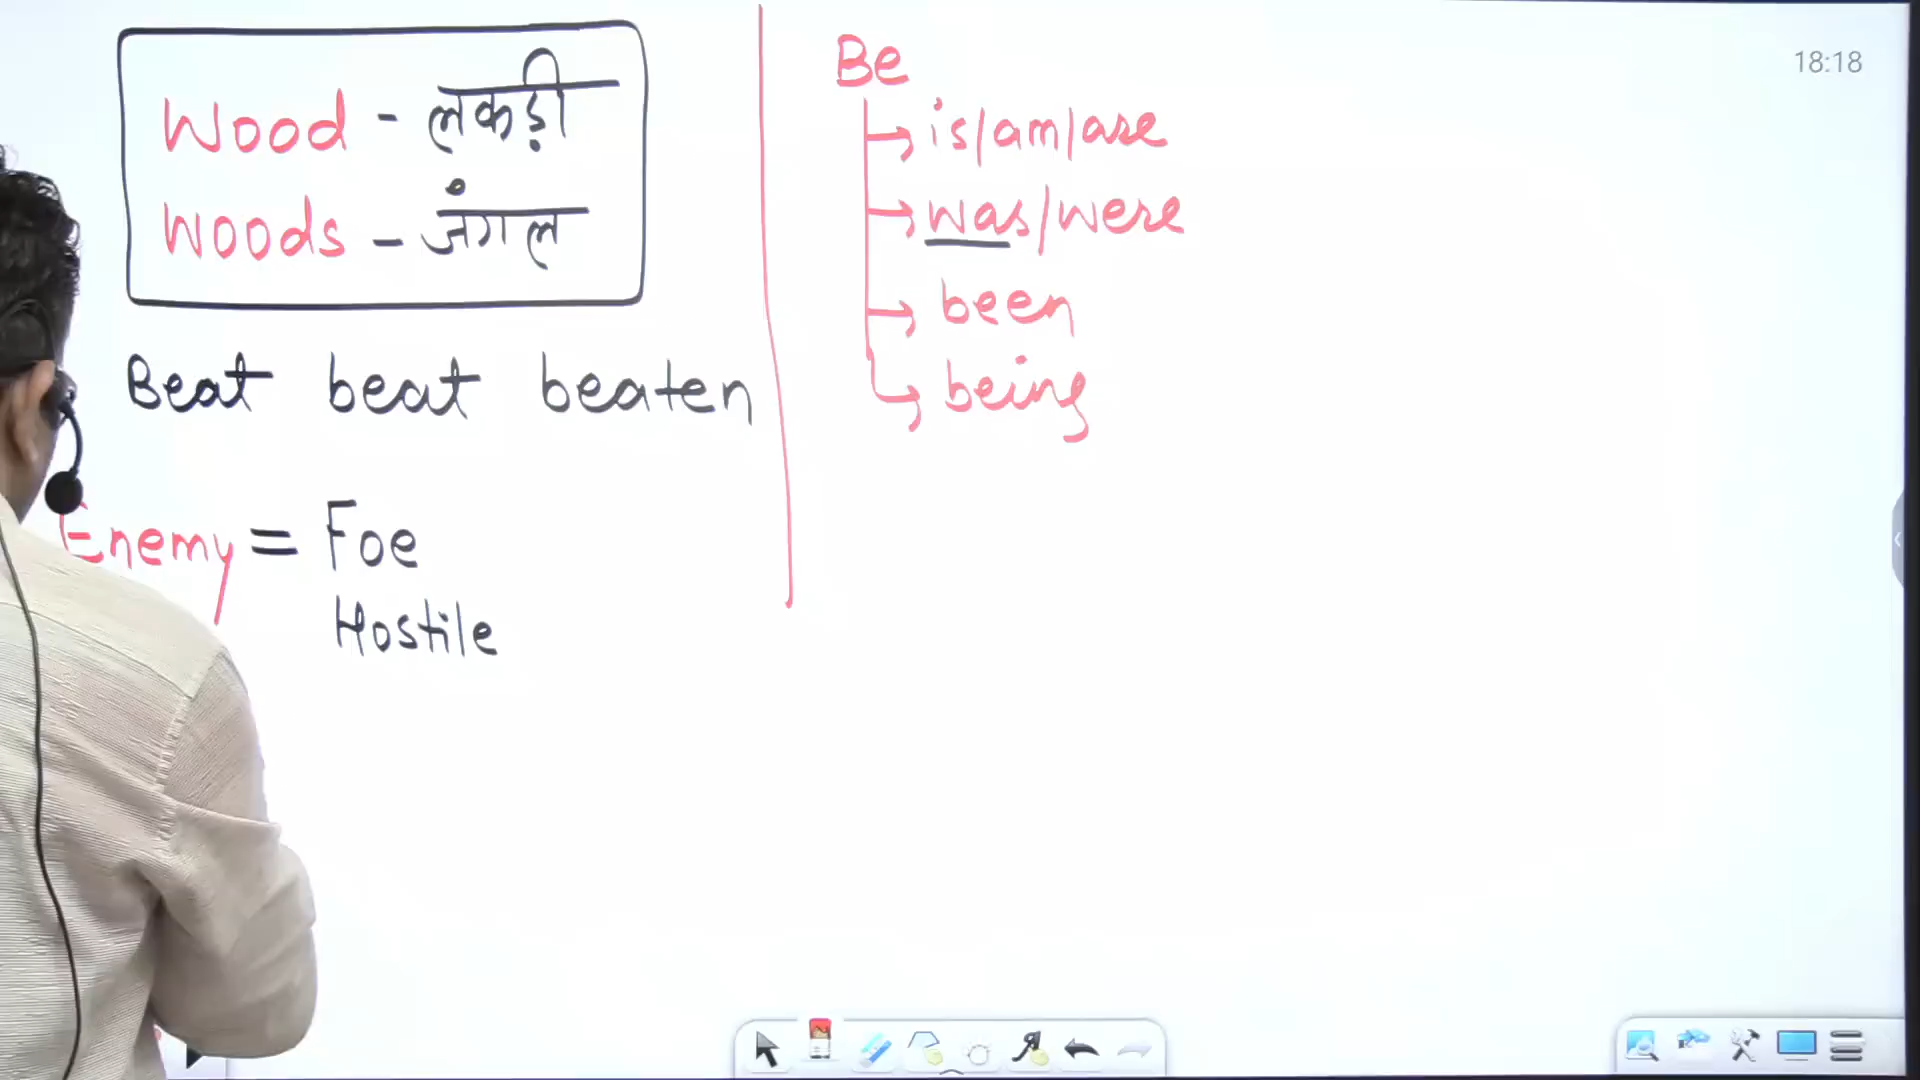 Wood - लकड़ी
Woods - जंगल
Beat beat beaten
Enemy = Foe
Hostile
Be
is/am/are
was/were
been
being
18:18